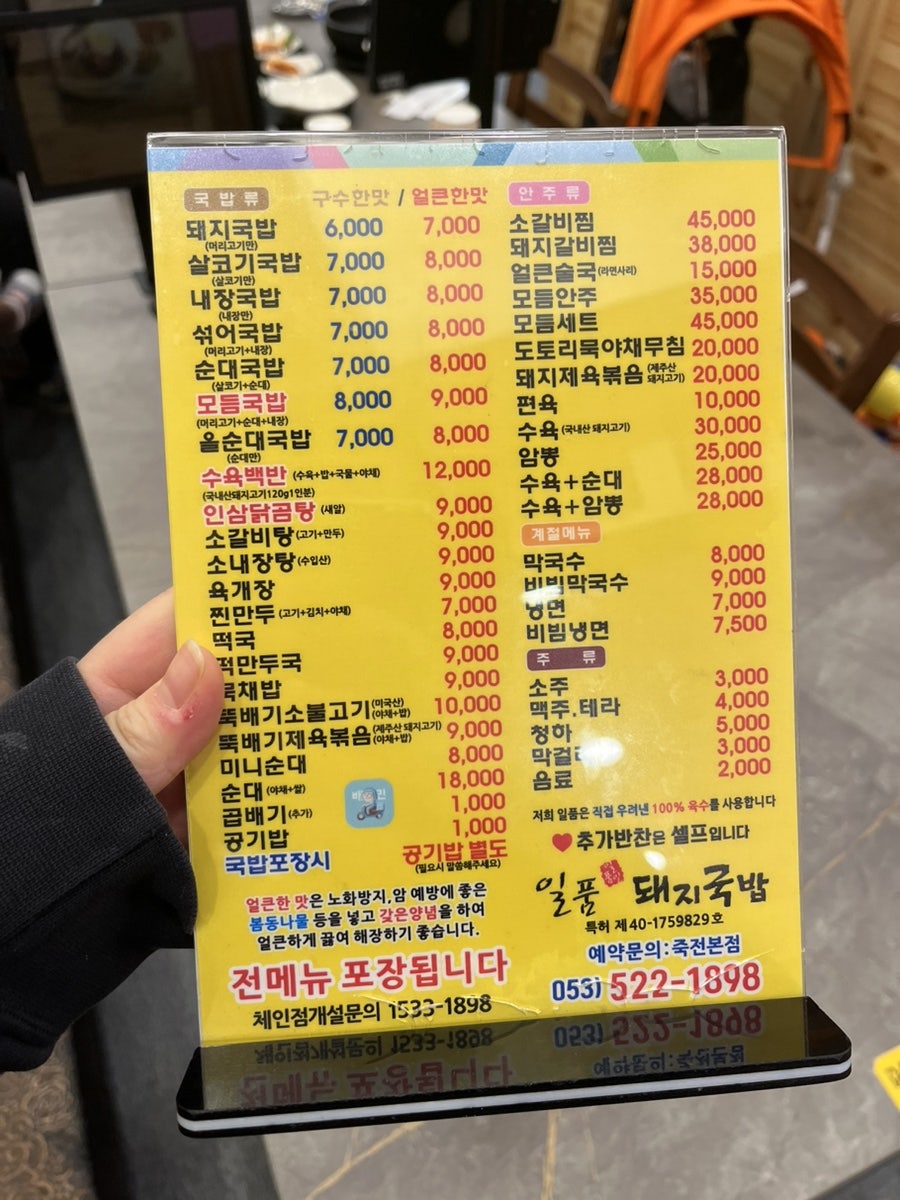 국밥류 구수한맛 / 얼큰한맛
돼지국밥 6,000 7,000
(머리고기만)
살코기국밥 7,000 8,000
(살코기만)
내장국밥 7,000 8,000
(내장만)
섞어국밥 7,000 8,000
(머리고기+내장)
순대국밥 7,000 8,000
(살코기+순대)
모듬국밥 8,000 9,000
(머리고기+순대+내장)
올순대국밥 7,000 8,000
(순대만)
수육백반 (수육+밥+국물+야채) 12,000
(국내산돼지고기120g1인분)
인삼닭곰탕 (새알) 9,000
소갈비탕 (고기+만두) 9,000
소내장탕 (수입산) 9,000
육개장 9,000
찐만두 (고기+김치+야채) 7,000
떡국 8,000
떡만두국 9,000
묵채밥 9,000
뚝배기소불고기 (미국산) (야채+밥) 10,000
뚝배기제육볶음 (제주산 돼지고기) (야채+밥) 9,000
미니순대 8,000
순대 (야채+쌀) 18,000
곱배기 (추가) 1,000
공기밥 1,000
국밥포장시 공기밥 별도
(필요시 말씀해주세요)
얼큰한 맛은 노화방지,암 예방에 좋은
봄동나물 등을 넣고 갖은양념을 하여
얼큰하게 끓여 해장하기 좋습니다.
전메뉴 포장됩니다
체인점개설문의 1533-1898
안주류
소갈비찜 45,000
돼지갈비찜 38,000
얼큰술국 (라면사리) 15,000
모듬안주 35,000
모듬세트 45,000
도토리묵야채무침 20,000
돼지제육볶음 (제주산 돼지고기) 20,000
편육 10,000
수육 (국내산 돼지고기) 30,000
암뽕 25,000
수육+순대 28,000
수육+암뽕 28,000
계절메뉴
막국수 8,000
비빔막국수 9,000
냉면 7,000
비빔냉면 7,500
주 류
소주 3,000
맥주.테라 4,000
청하 5,000
막걸리 3,000
음료 2,000
저희 일품은 직접 우려낸 100% 육수를 사용합니다
추가반찬은 셀프입니다
일품 돼지국밥
특허 제40-1759829호
예약문의:죽전본점
053) 522-1898